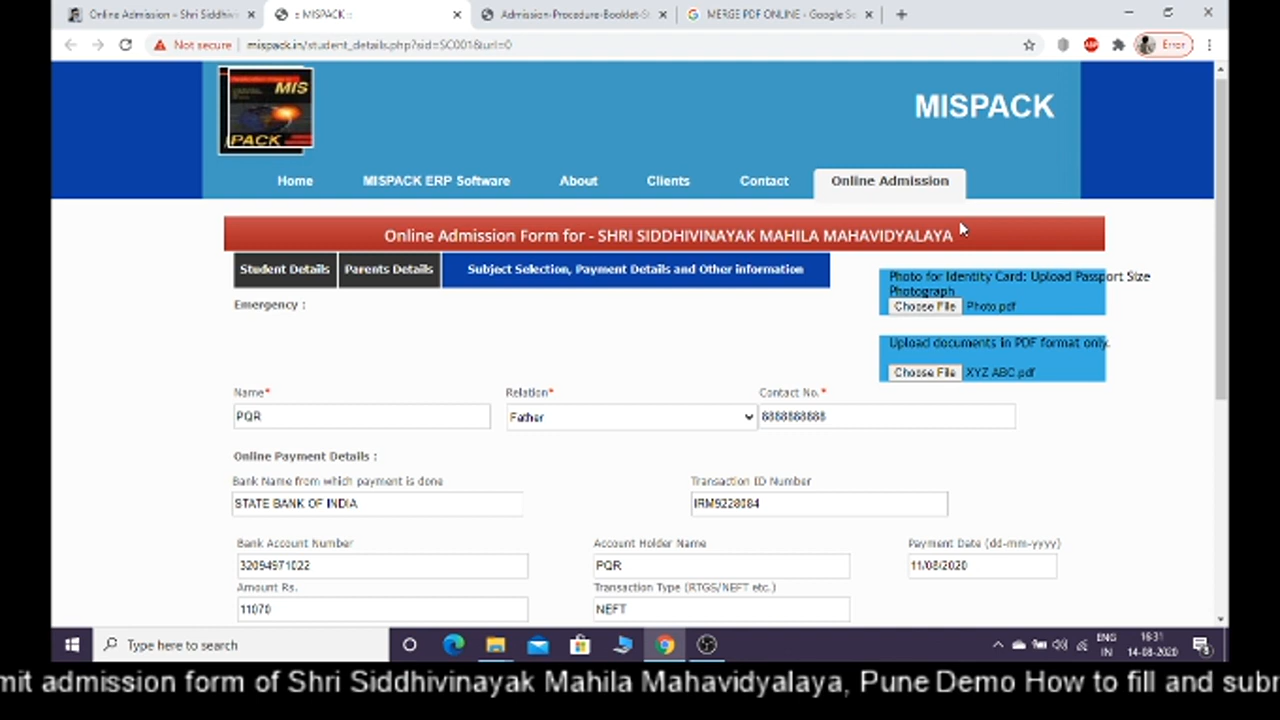 Online Admission – Shri Siddhiv
:: MISPACK ::
Admission-Procedure-Booklet-S
MERGE PDF ONLINE - Google Se
Not secure
mispack.in/student_details.php?sid=SC001&url=0
Error
MIS
PACK
MISPACK
Home
MISPACK ERP Software
About
Clients
Contact
Online Admission
Online Admission Form for - SHRI SIDDHIVINAYAK MAHILA MAHAVIDYALAYA
Student Details
Parents Details
Subject Selection, Payment Details and Other information
Photo for Identity Card: Upload Passport Size
Photograph
Choose File Photo.pdf
Emergency :
Upload documents in PDF format only.
Choose File XYZ ABC.pdf
Name*
Relation*
Contact No.*
PQR
Father
8888888888
Online Payment Details :
Bank Name from which payment is done
Transaction ID Number
STATE BANK OF INDIA
IRM9228084
Bank Account Number
Account Holder Name
Payment Date (dd-mm-yyyy)
32094971022
PQR
11/08/2020
Amount Rs.
Transaction Type (RTGS/NEFT etc.)
11070
NEFT
Type here to search
ENG
IN
16:31
14-08-2020
mit admission form of Shri Siddhivinayak Mahila Mahavidyalaya, Pune Demo How to fill and subm